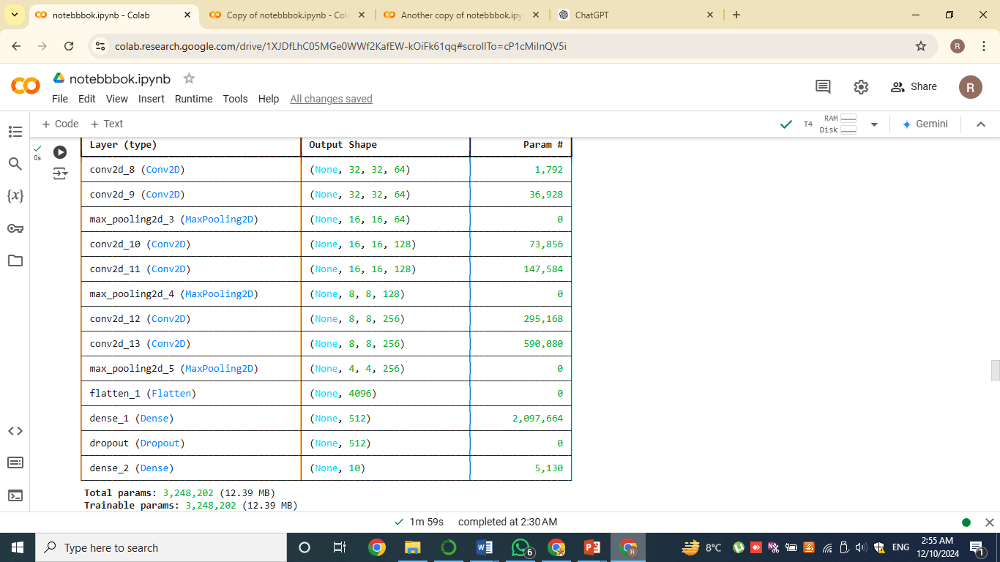 notebbbok.ipynb - Colab
Copy of notebbbok.ipynb - Col
Another copy of notebbbok.ipy
ChatGPT
colab.research.google.com/drive/1XJDfLhC05MGe0WWf2KafEW-kOiFk61qq#scrollTo=cP1cMiInQV5i
R
notebbbok.ipynb
File Edit View Insert Runtime Tools Help All changes saved
Share
R
+ Code + Text
T4 RAM Disk
Gemini
0s
Layer (type) Output Shape Param #
conv2d_8 (Conv2D) (None, 32, 32, 64) 1,792
conv2d_9 (Conv2D) (None, 32, 32, 64) 36,928
max_pooling2d_3 (MaxPooling2D) (None, 16, 16, 64) 0
conv2d_10 (Conv2D) (None, 16, 16, 128) 73,856
conv2d_11 (Conv2D) (None, 16, 16, 128) 147,584
max_pooling2d_4 (MaxPooling2D) (None, 8, 8, 128) 0
conv2d_12 (Conv2D) (None, 8, 8, 256) 295,168
conv2d_13 (Conv2D) (None, 8, 8, 256) 590,080
max_pooling2d_5 (MaxPooling2D) (None, 4, 4, 256) 0
flatten_1 (Flatten) (None, 4096) 0
dense_1 (Dense) (None, 512) 2,097,664
dropout (Dropout) (None, 512) 0
dense_2 (Dense) (None, 10) 5,130
Total params: 3,248,202 (12.39 MB)
Trainable params: 3,248,202 (12.39 MB)
1m 59s completed at 2:30 AM
Type here to search
6
R
8°C
ENG
2:55 AM
12/10/2024
1